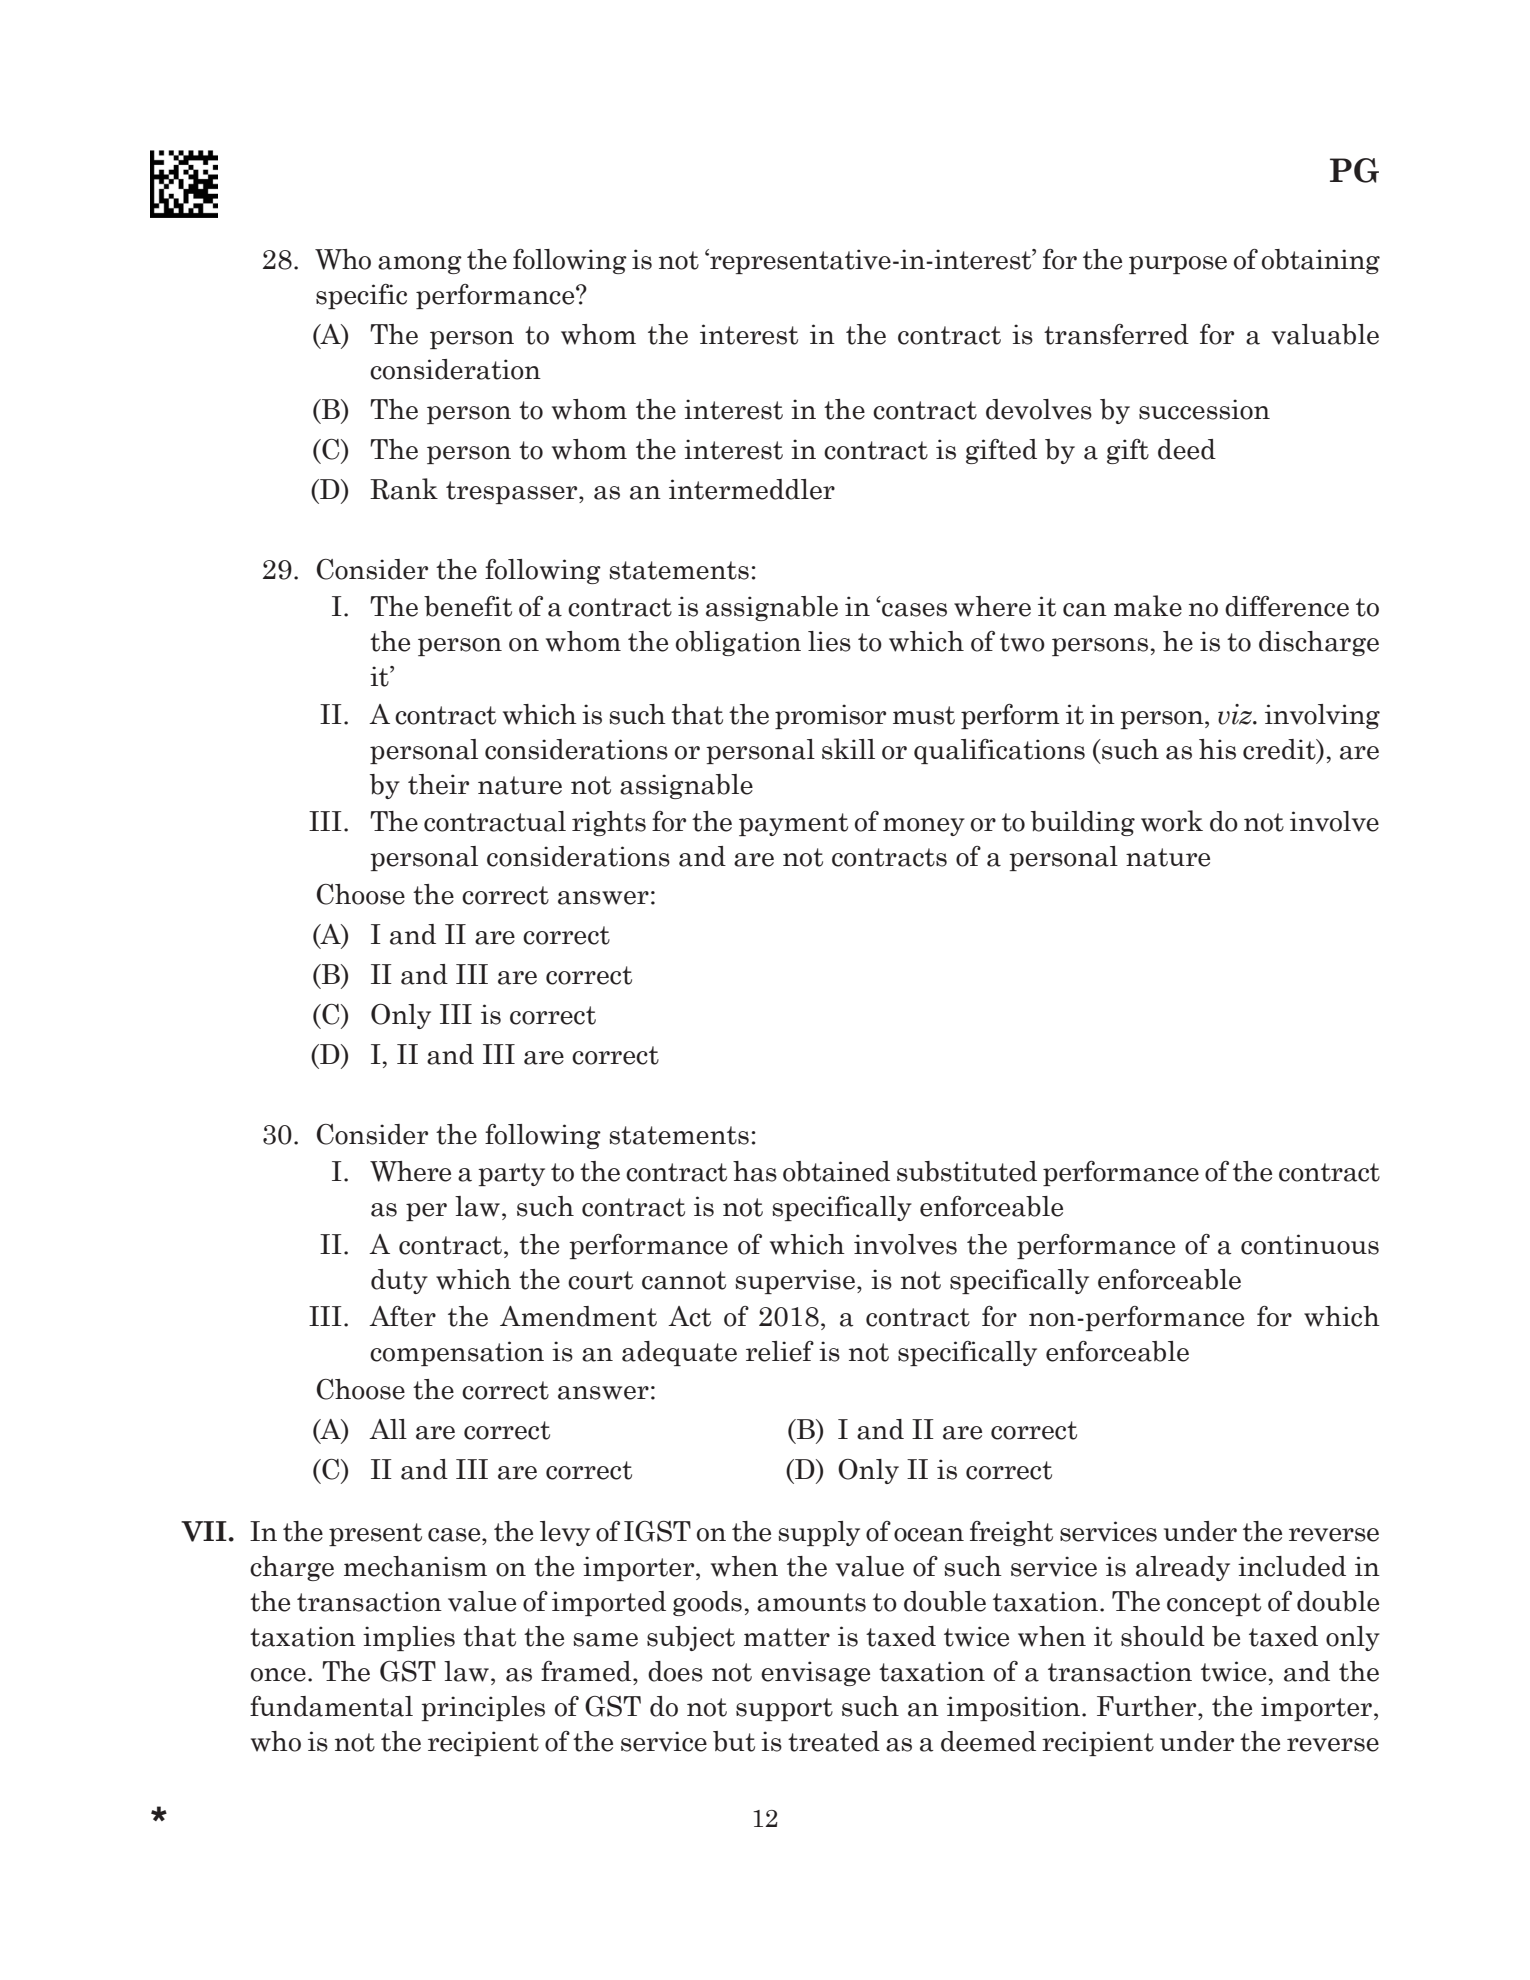 PG
28. Who among the following is not ‘representative-in-interest’ for the purpose of obtaining
specific performance?
(A) The person to whom the interest in the contract is transferred for a valuable
consideration
(B) The person to whom the interest in the contract devolves by succession
(C) The person to whom the interest in contract is gifted by a gift deed
(D) Rank trespasser, as an intermeddler
29. Consider the following statements:
I. The benefit of a contract is assignable in ‘cases where it can make no difference to
the person on whom the obligation lies to which of two persons, he is to discharge
it’
II. A contract which is such that the promisor must perform it in person, viz. involving
personal considerations or personal skill or qualifications (such as his credit), are
by their nature not assignable
III. The contractual rights for the payment of money or to building work do not involve
personal considerations and are not contracts of a personal nature
Choose the correct answer:
(A) I and II are correct
(B) II and III are correct
(C) Only III is correct
(D) I, II and III are correct
30. Consider the following statements:
I. Where a party to the contract has obtained substituted performance of the contract
as per law, such contract is not specifically enforceable
II. A contract, the performance of which involves the performance of a continuous
duty which the court cannot supervise, is not specifically enforceable
III. After the Amendment Act of 2018, a contract for non-performance for which
compensation is an adequate relief is not specifically enforceable
Choose the correct answer:
(A) All are correct (B) I and II are correct
(C) II and III are correct (D) Only II is correct
VII. In the present case, the levy of IGST on the supply of ocean freight services under the reverse
charge mechanism on the importer, when the value of such service is already included in
the transaction value of imported goods, amounts to double taxation. The concept of double
taxation implies that the same subject matter is taxed twice when it should be taxed only
once. The GST law, as framed, does not envisage taxation of a transaction twice, and the
fundamental principles of GST do not support such an imposition. Further, the importer,
who is not the recipient of the service but is treated as a deemed recipient under the reverse
* 12